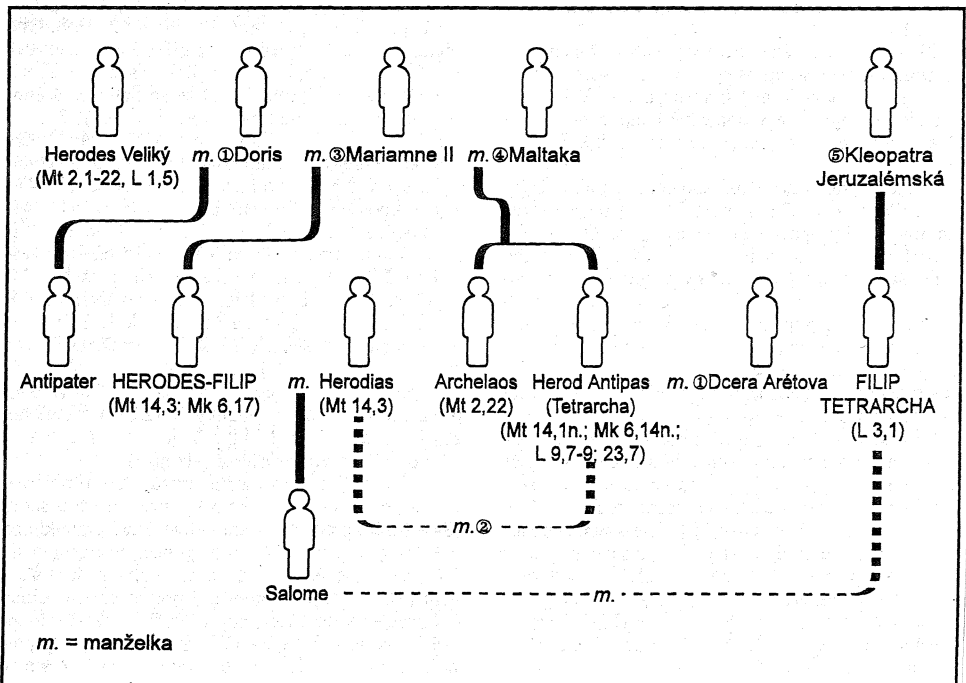 Herodes Veliký m. ①Doris m. ③Mariamne II m. ④Maltaka ⑤Kleopatra
(Mt 2,1-22, L 1,5) Jeruzalémská
Antipater HERODES-FILIP m. Herodias Archelaos Herod Antipas m. ①Dcera Arétova FILIP
(Mt 14,3; Mk 6,17) (Mt 14,3) (Mt 2,22) (Tetrarcha) TETRARCHA
(Mt 14,1n.; Mk 6,14n.; (L 3,1)
L 9,7-9; 23,7)
m.②
Salome m.
m. = manželka